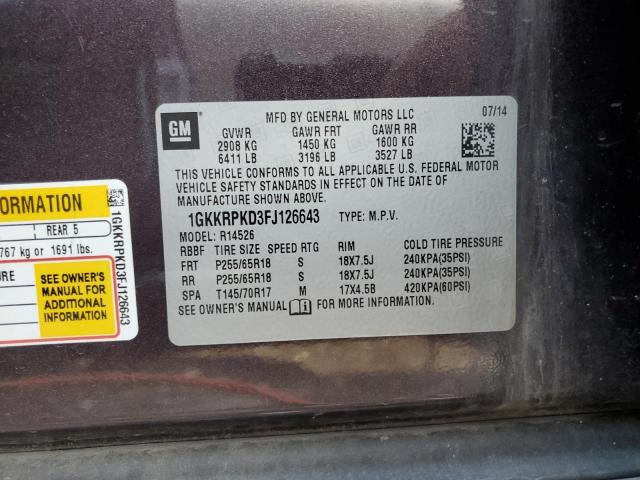 MFD BY GENERAL MOTORS LLC 07/14
GM
GVWR GAWR FRT GAWR RR
2908 KG 1450 KG 1600 KG
6411 LB 3196 LB 3527 LB
THIS VEHICLE CONFORMS TO ALL APPLICABLE U.S. FEDERAL MOTOR
VEHICLE SAFETY STANDARDS IN EFFECT ON THE DATE OF
MANUFACTURE SHOWN ABOVE.
1GKKRPKD3FJ126643 TYPE: M.P.V.
MODEL: R14526
RBBF TIRE SIZE SPEED RTG RIM COLD TIRE PRESSURE
FRT P255/65R18 S 18X7.5J 240KPA(35PSI)
RR P255/65R18 S 18X7.5J 240KPA(35PSI)
SPA T145/70R17 M 17X4.5B 420KPA(60PSI)
SEE OWNER'S MANUAL FOR MORE INFORMATION
ORMATION
REAR 5
767 kg or 1691 lbs.
SEE OWNER'S
MANUAL FOR
ADDITIONAL
INFORMATION
1GKKRPKD3FJ126643